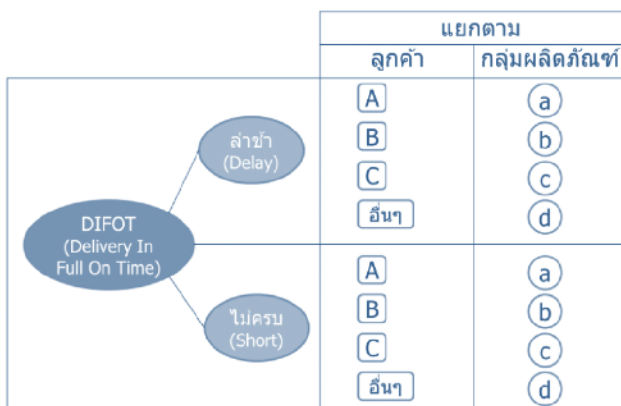 แยกตาม
ลูกค้า กลุ่มผลิตภัณฑ์
ล่าช้า
(Delay)
A a
B b
C c
อื่นๆ d
DIFOT
(Delivery In
Full On Time)
ไม่ครบ
(Short)
A a
B b
C c
อื่นๆ d